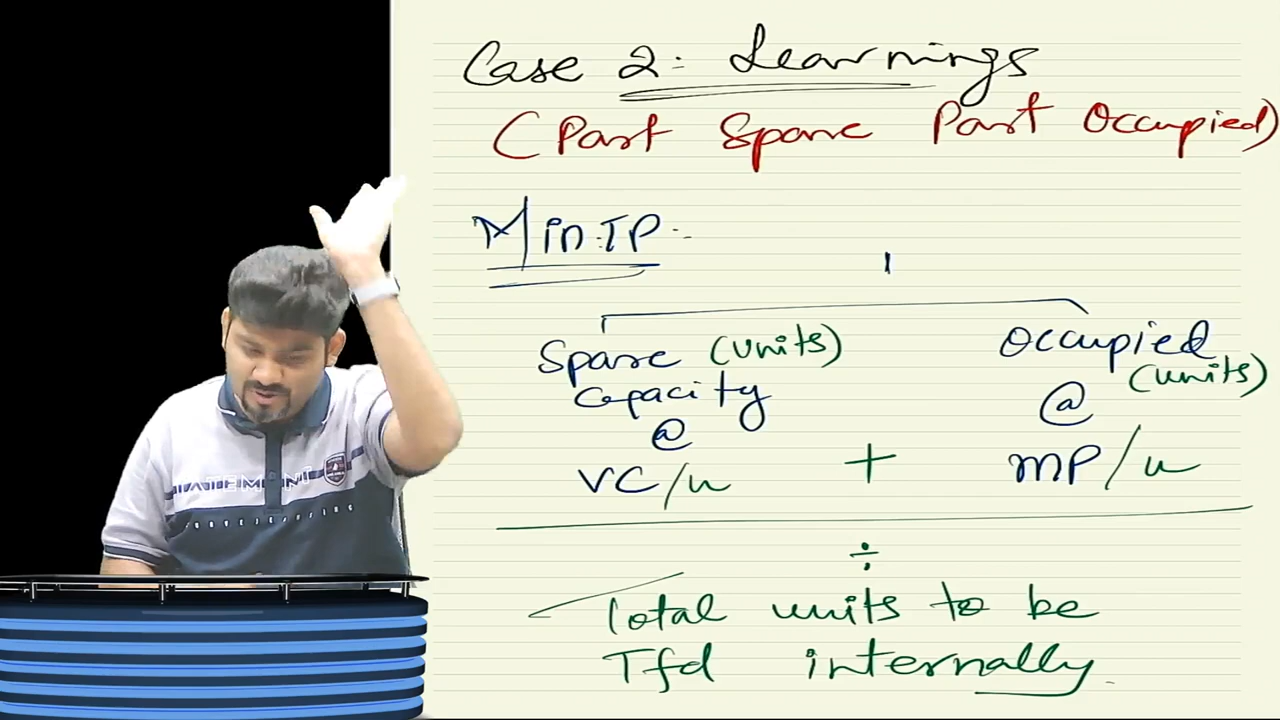 Case 2: Learnings
(Part Spare Part Occupied)
Min.TP:-
Spare (units)
capacity
@
VC/u
+
Occupied
(units)
@
MP/u
÷
Total units to be
Tfd internally.